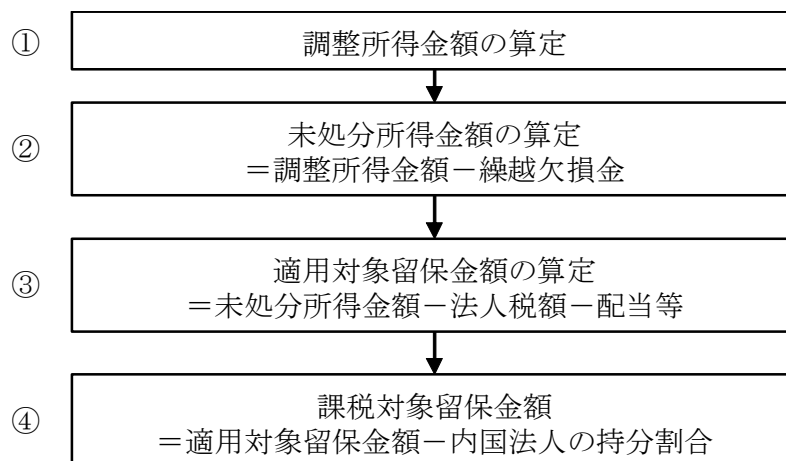 ① 調整所得金額の算定
② 未処分所得金額の算定
＝調整所得金額－繰越欠損金
③ 適用対象留保金額の算定
＝未処分所得金額－法人税額－配当等
④ 課税対象留保金額
＝適用対象留保金額－内国法人の持分割合